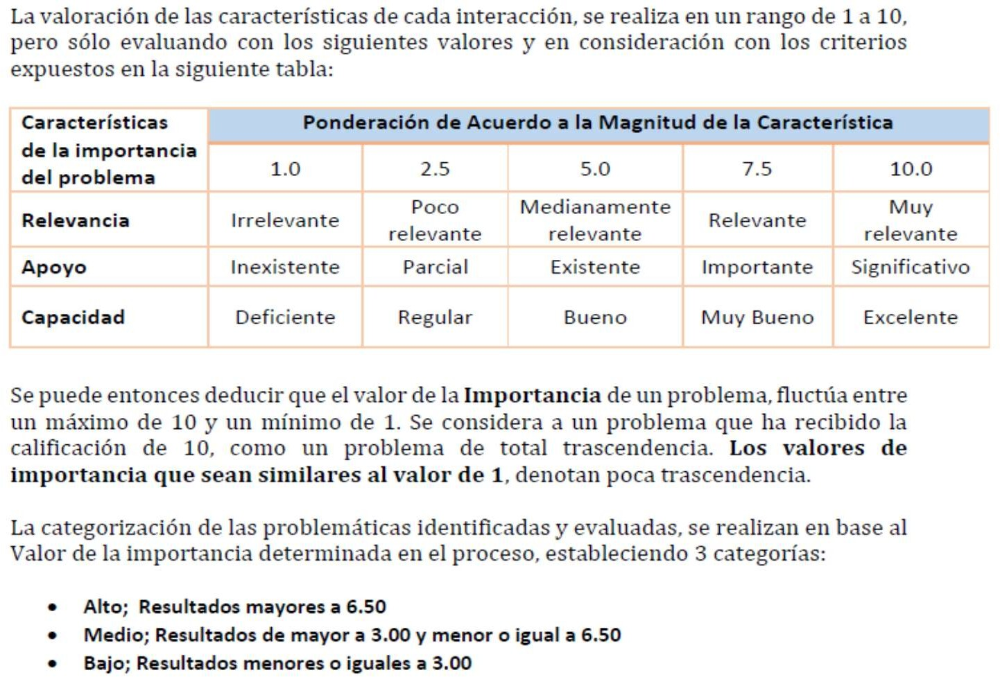 La valoración de las características de cada interacción, se realiza en un rango de 1 a 10,
pero sólo evaluando con los siguientes valores y en consideración con los criterios
expuestos en la siguiente tabla:
Características
de la importancia
del problema
Ponderación de Acuerdo a la Magnitud de la Característica
1.0 2.5 5.0 7.5 10.0
Relevancia Irrelevante Poco relevante Medianamente relevante Relevante Muy relevante
Apoyo Inexistente Parcial Existente Importante Significativo
Capacidad Deficiente Regular Bueno Muy Bueno Excelente
Se puede entonces deducir que el valor de la Importancia de un problema, fluctúa entre
un máximo de 10 y un mínimo de 1. Se considera a un problema que ha recibido la
calificación de 10, como un problema de total trascendencia. Los valores de
importancia que sean similares al valor de 1, denotan poca trascendencia.
La categorización de las problemáticas identificadas y evaluadas, se realizan en base al
Valor de la importancia determinada en el proceso, estableciendo 3 categorías:
• Alto; Resultados mayores a 6.50
• Medio; Resultados de mayor a 3.00 y menor o igual a 6.50
• Bajo; Resultados menores o iguales a 3.00